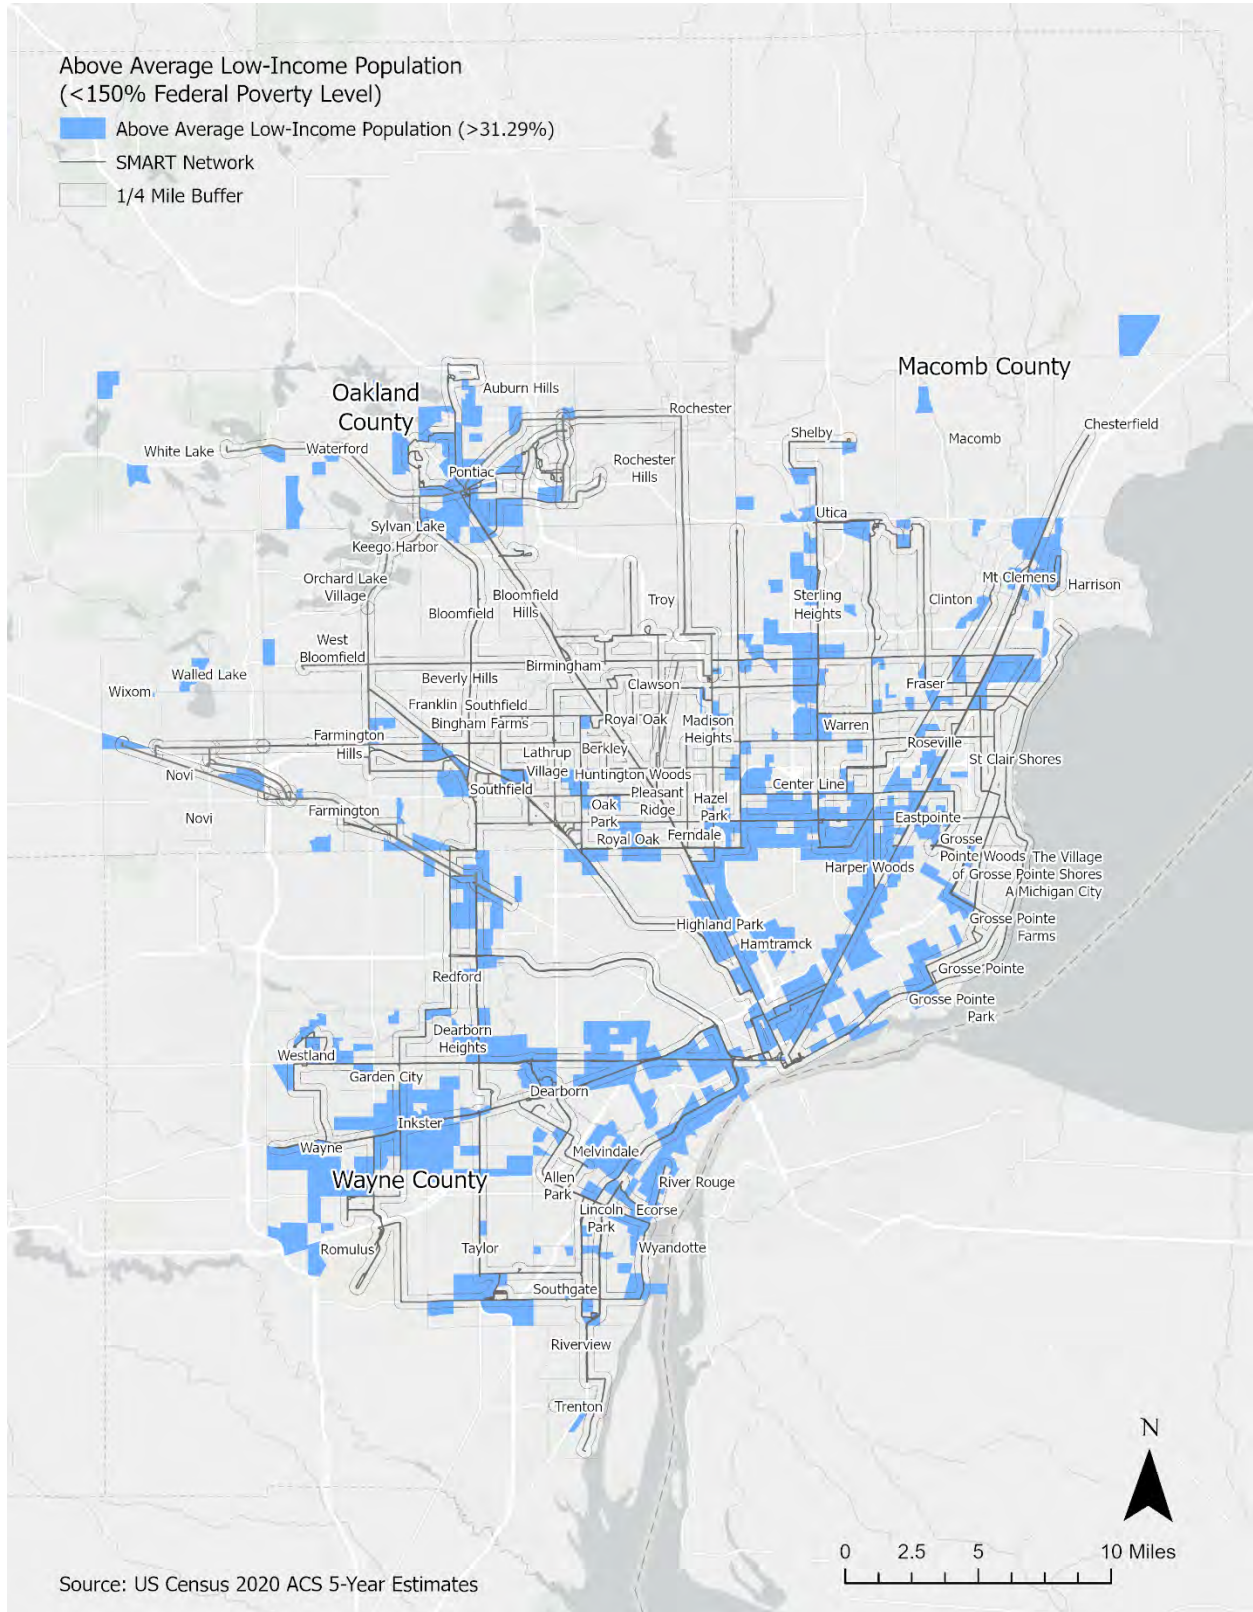 Above Average Low-Income Population
(<150% Federal Poverty Level)
Above Average Low-Income Population (>31.29%)
SMART Network
1/4 Mile Buffer
Macomb County
Oakland
County
Auburn Hills
Rochester
Chesterfield
Shelby
Macomb
White Lake
Waterford
Rochester
Hills
Pontiac
Utica
Sylvan Lake
Keego Harbor
Orchard Lake
Village
Mt Clemens
Harrison
Bloomfield
Hills
Troy
Sterling
Heights
Clinton
Bloomfield
West
Bloomfield
Birmingham
Walled Lake
Beverly Hills
Clawson
Fraser
Wixom
Franklin
Southfield
Bingham Farms
Royal Oak
Madison
Heights
Warren
Farmington
Hills
Lathrup
Village
Berkley
Roseville
St Clair Shores
Novi
Huntington Woods
Center Line
Southfield
Pleasant
Ridge
Hazel
Park
Farmington
Oak
Park
Novi
Eastpointe
Royal Oak
Ferndale
Grosse
Pointe Woods
The Village
of Grosse Pointe Shores
A Michigan City
Harper Woods
Highland Park
Grosse Pointe
Farms
Hamtramck
Redford
Grosse Pointe
Grosse Pointe
Park
Dearborn
Heights
Westland
Garden City
Dearborn
Inkster
Wayne
Melvindale
Wayne County
Allen
Park
River Rouge
Lincoln
Park
Ecorse
Romulus
Taylor
Wyandotte
Southgate
Riverview
Trenton
N
0 2.5 5 10 Miles
Source: US Census 2020 ACS 5-Year Estimates